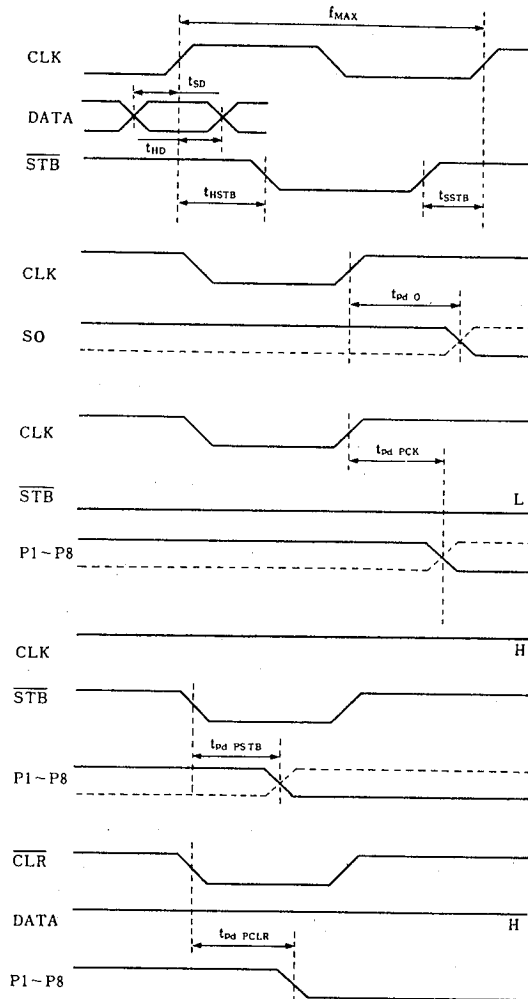 fMAX
CLK
tSD
DATA
tHD
STB
tHSTB
tSSTB
CLK
tpd O
SO
CLK
tpd PCK
STB
L
P1~P8
CLK
H
STB
tpd PSTB
P1~P8
CLR
DATA
H
tpd PCLR
P1~P8